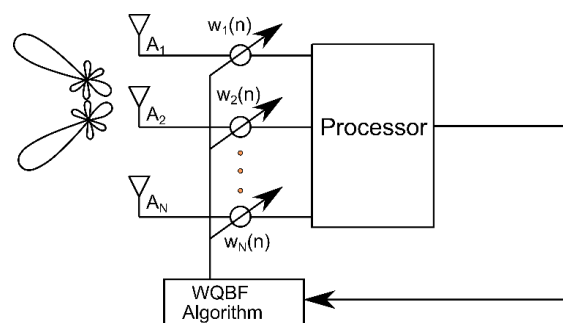 w1(n)
A1
w2(n)
A2
Processor
AN
wN(n)
WQBF
Algorithm